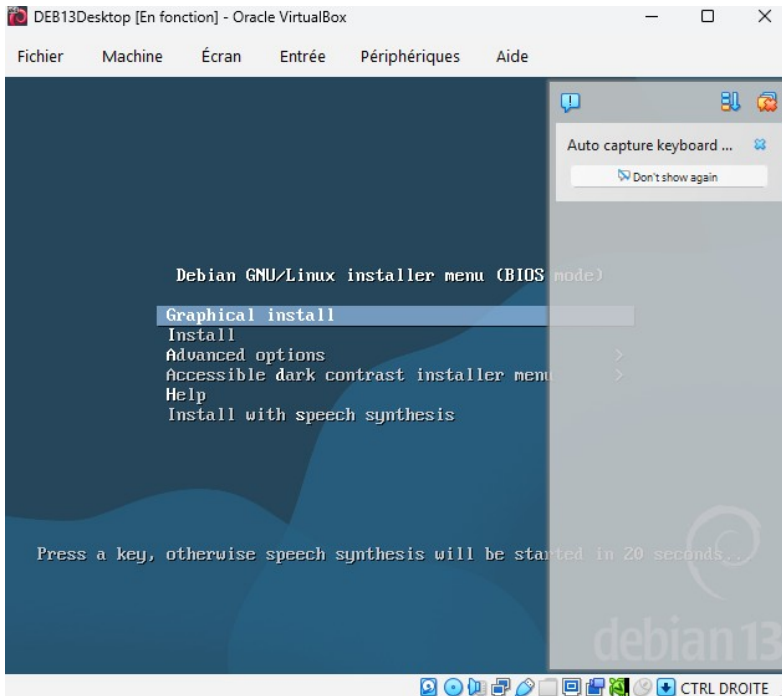 DEB13Desktop [En fonction] - Oracle VirtualBox
Fichier Machine Écran Entrée Périphériques Aide
Auto capture keyboard ...
Don't show again
Debian GNU/Linux installer menu (BIOS mode)
Graphical install
Install
Advanced options >
Accessible dark contrast installer menu >
Help
Install with speech synthesis
Press a key, otherwise speech synthesis will be started in 20 seconds...
debian 13
CTRL DROITE